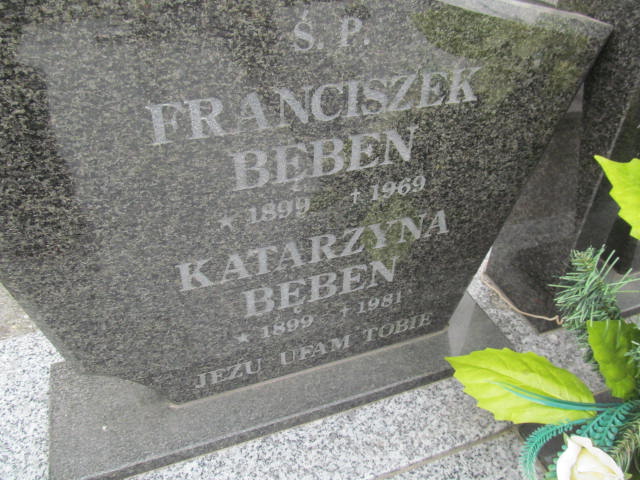 Ś. P.
FRANCISZEK
BĘBEN
★ 1899 † 1969
KATARZYNA
BĘBEN
★ 1899 † 1981
JEZU UFAM TOBIE